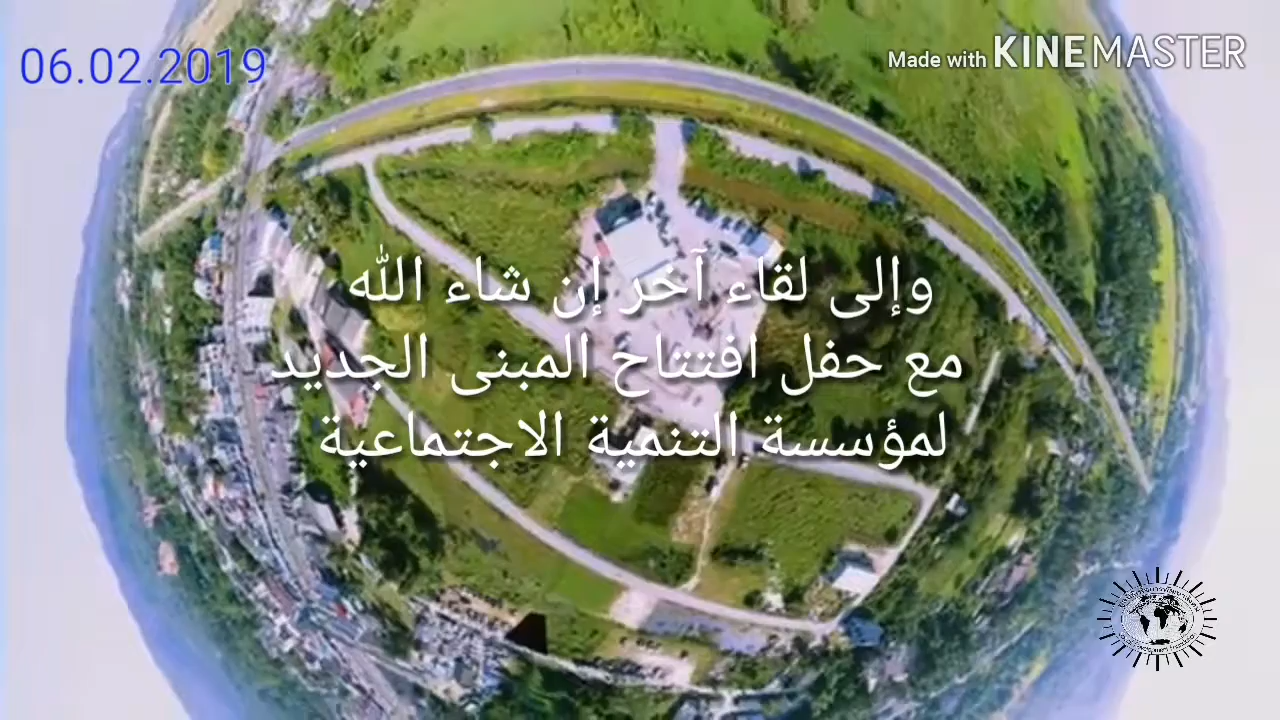 06.02.2019
Made with KINEMASTER
وإلى لقاء آخر إن شاء الله
مع حفل افتتاح المبنى الجديد
لمؤسسة التنمية الاجتماعية